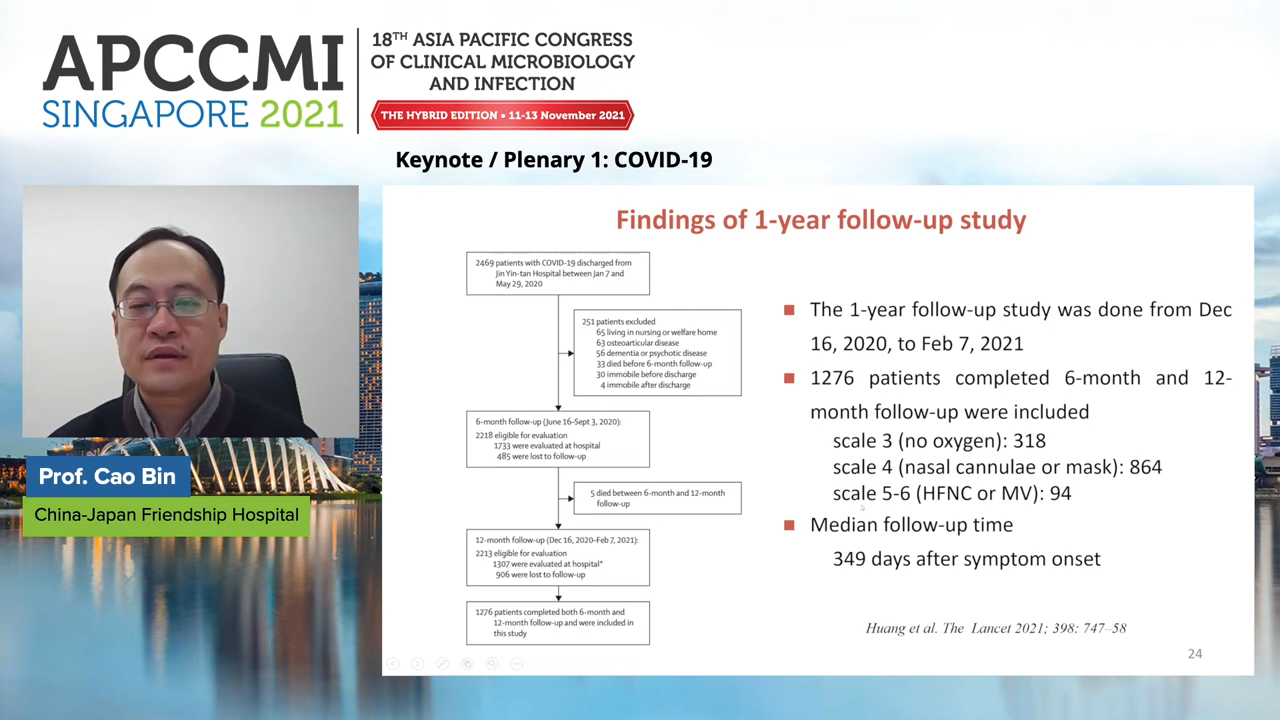 APCCMI
SINGAPORE 2021
18TH ASIA PACIFIC CONGRESS
OF CLINICAL MICROBIOLOGY
AND INFECTION
THE HYBRID EDITION • 11-13 November 2021
Keynote / Plenary 1: COVID-19
Prof. Cao Bin
China-Japan Friendship Hospital
Findings of 1-year follow-up study
2469 patients with COVID-19 discharged from
Jin Yin-tan Hospital between Jan 7 and
May 29, 2020
251 patients excluded
65 living in nursing or welfare home
63 osteoarticular disease
56 dementia or psychotic disease
33 died before 6-month follow-up
30 immobile before discharge
4 immobile after discharge
6-month follow-up (June 16–Sept 3, 2020):
2218 eligible for evaluation
1733 were evaluated at hospital
485 were lost to follow-up
5 died between 6-month and 12-month
follow-up
12-month follow-up (Dec 16, 2020–Feb 7, 2021):
2213 eligible for evaluation
1307 were evaluated at hospital*
906 were lost to follow-up
1276 patients completed both 6-month and
12-month follow-up and were included in
this study
■ The 1-year follow-up study was done from Dec
16, 2020, to Feb 7, 2021
■ 1276 patients completed 6-month and 12-
month follow-up were included
scale 3 (no oxygen): 318
scale 4 (nasal cannulae or mask): 864
scale 5-6 (HFNC or MV): 94
■ Median follow-up time
349 days after symptom onset
Huang et al. The Lancet 2021; 398: 747–58
24